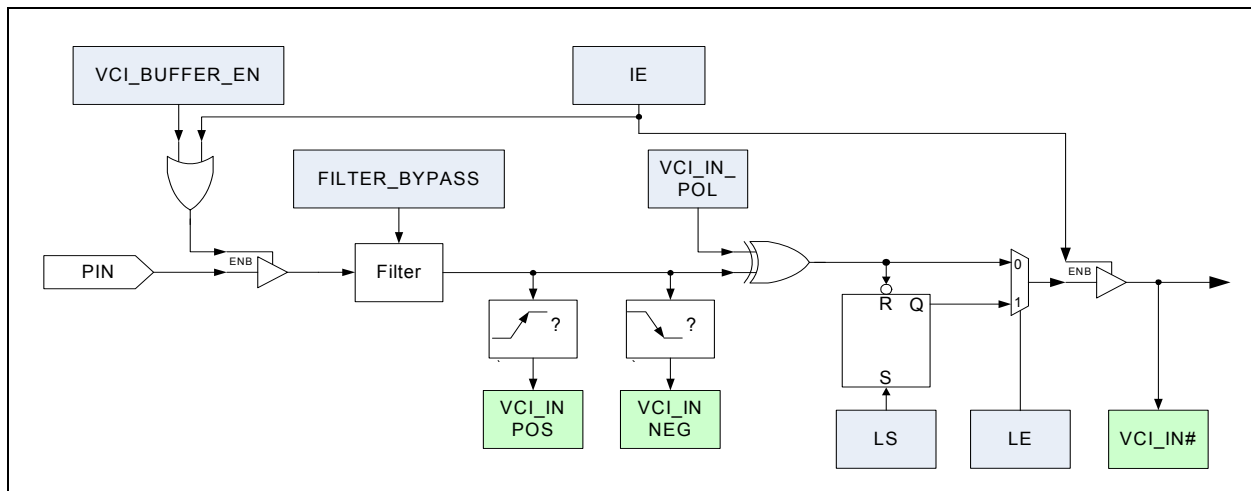 VCI_BUFFER_EN
IE
FILTER_BYPASS
VCI_IN_
POL
PIN
ENB
Filter
0
1
ENB
?
?
R
Q
S
VCI_IN
POS
VCI_IN
NEG
LS
LE
VCI_IN#